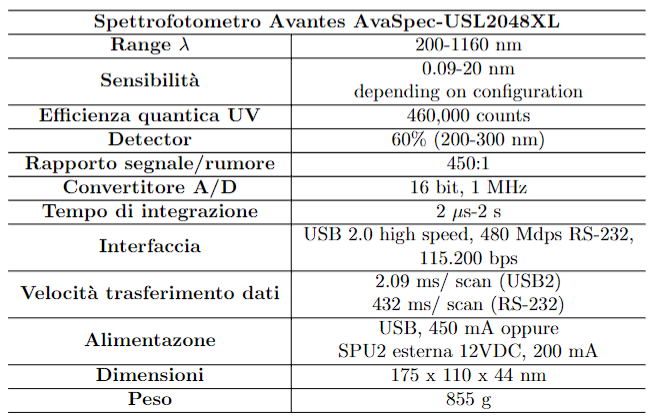 Spettrofotometro Avantes AvaSpec-USL2048XL
Range λ 200-1160 nm
Sensibilità 0.09-20 nm
depending on configuration
Efficienza quantica UV 460,000 counts
Detector 60% (200-300 nm)
Rapporto segnale/rumore 450:1
Convertitore A/D 16 bit, 1 MHz
Tempo di integrazione 2 μs-2 s
Interfaccia USB 2.0 high speed, 480 Mdps RS-232,
115.200 bps
Velocità trasferimento dati 2.09 ms/ scan (USB2)
432 ms/ scan (RS-232)
Alimentazone USB, 450 mA oppure
SPU2 esterna 12VDC, 200 mA
Dimensioni 175 x 110 x 44 nm
Peso 855 g